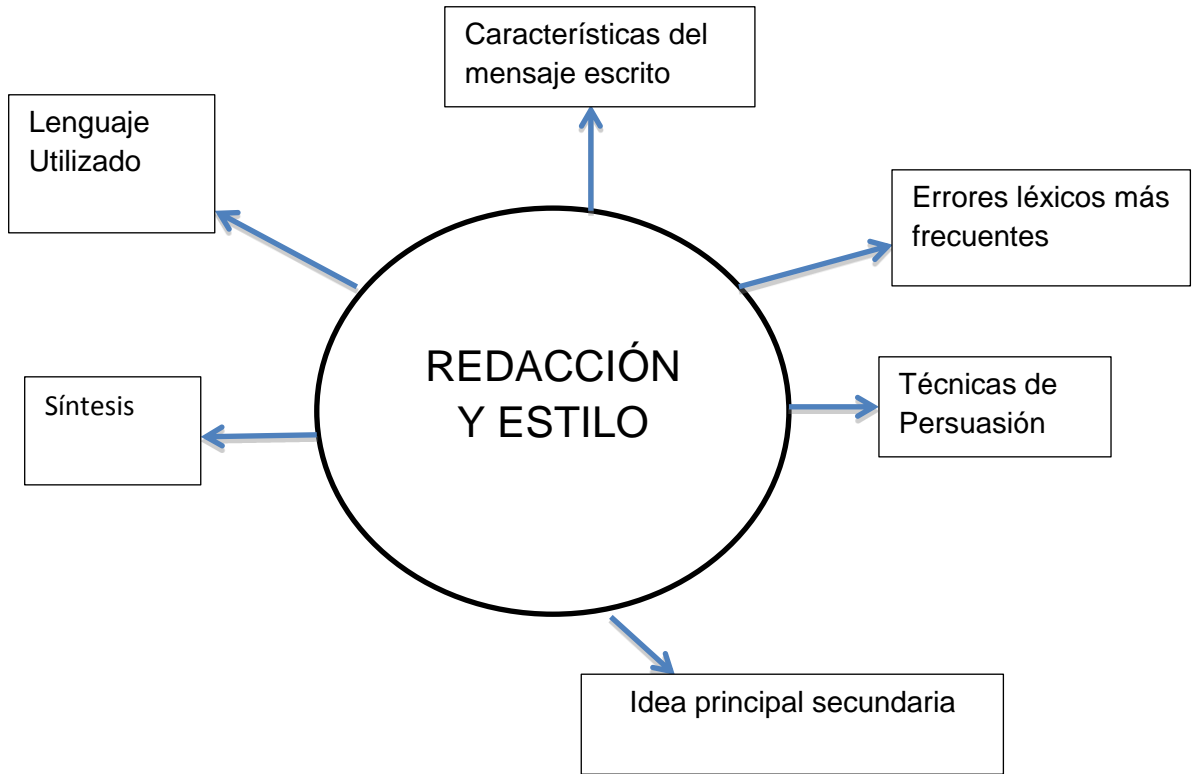 Características del
mensaje escrito
Lenguaje
Utilizado
Errores léxicos más
frecuentes
REDACCIÓN
Y ESTILO
Técnicas de
Persuasión
Síntesis
Idea principal secundaria